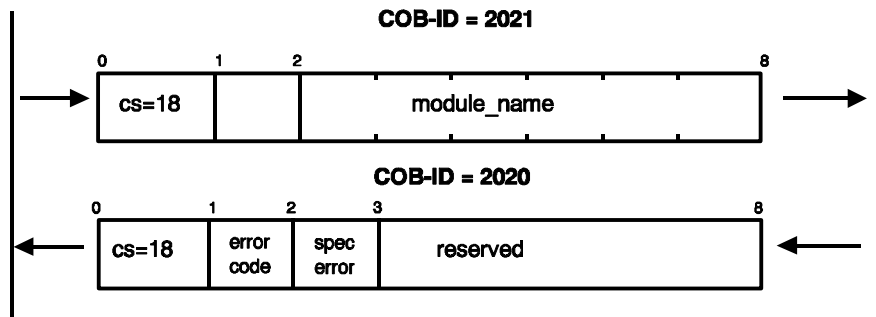 COB-ID = 2021
0 1 2 8
cs=18 module_name
COB-ID = 2020
0 1 2 3 8
cs=18 error code spec error reserved